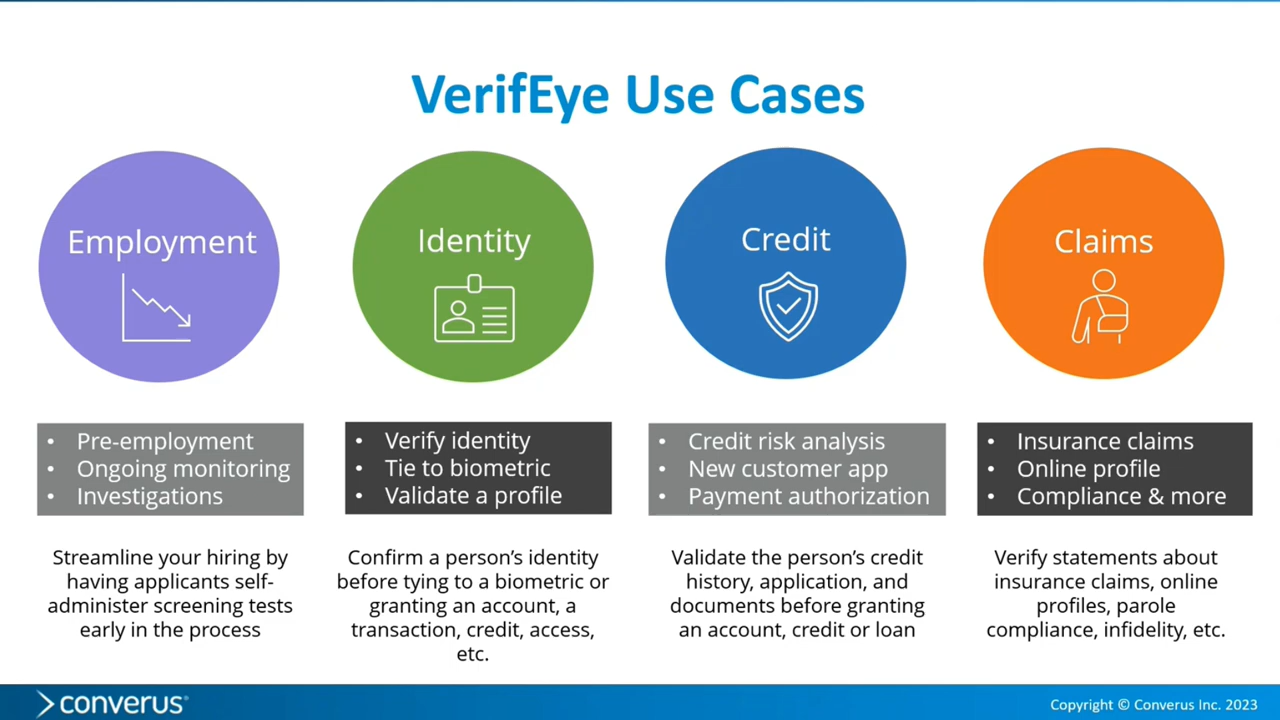 VerifEye Use Cases
Employment
Identity
Credit
Claims
• Pre-employment
• Ongoing monitoring
• Investigations
• Verify identity
• Tie to biometric
• Validate a profile
• Credit risk analysis
• New customer app
• Payment authorization
• Insurance claims
• Online profile
• Compliance & more
Streamline your hiring by
having applicants self-
administer screening tests
early in the process
Confirm a person’s identity
before tying to a biometric or
granting an account, a
transaction, credit, access,
etc.
Validate the person’s credit
history, application, and
documents before granting
an account, credit or loan
Verify statements about
insurance claims, online
profiles, parole
compliance, infidelity, etc.
converus®
Copyright © Converus Inc. 2023